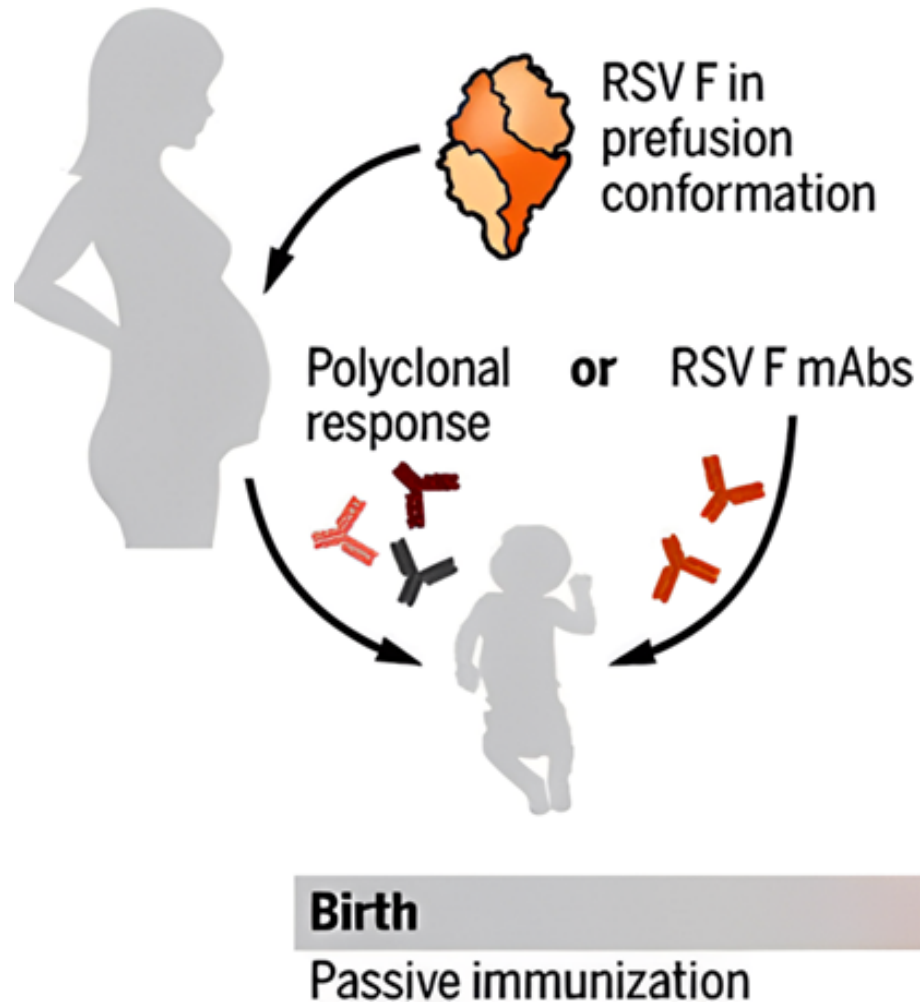 RSV F in
prefusion
conformation
Polyclonal or RSV F mAbs
response
Birth
Passive immunization